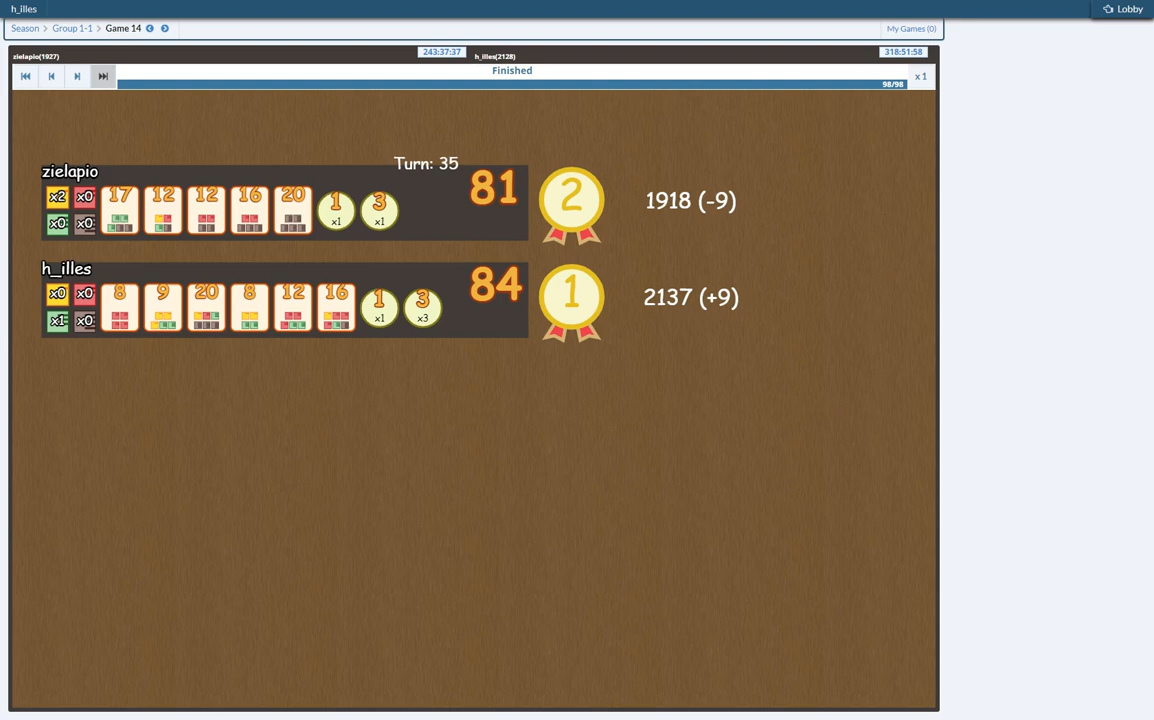 h_illes
Lobby
Season > Group 1-1 > Game 14
My Games (0)
zielapio(1927)
243:37:37
h_illes(2128)
318:51:58
Finished
98/98
x 1
Turn: 35
zielapio
x2 x0 17 12 12 16 20 1 3 81 2 1918 (-9)
x0 x0 x1 x1
h_illes
x0 x0 8 9 20 8 12 16 1 3 84 1 2137 (+9)
x1 x0 x1 x3